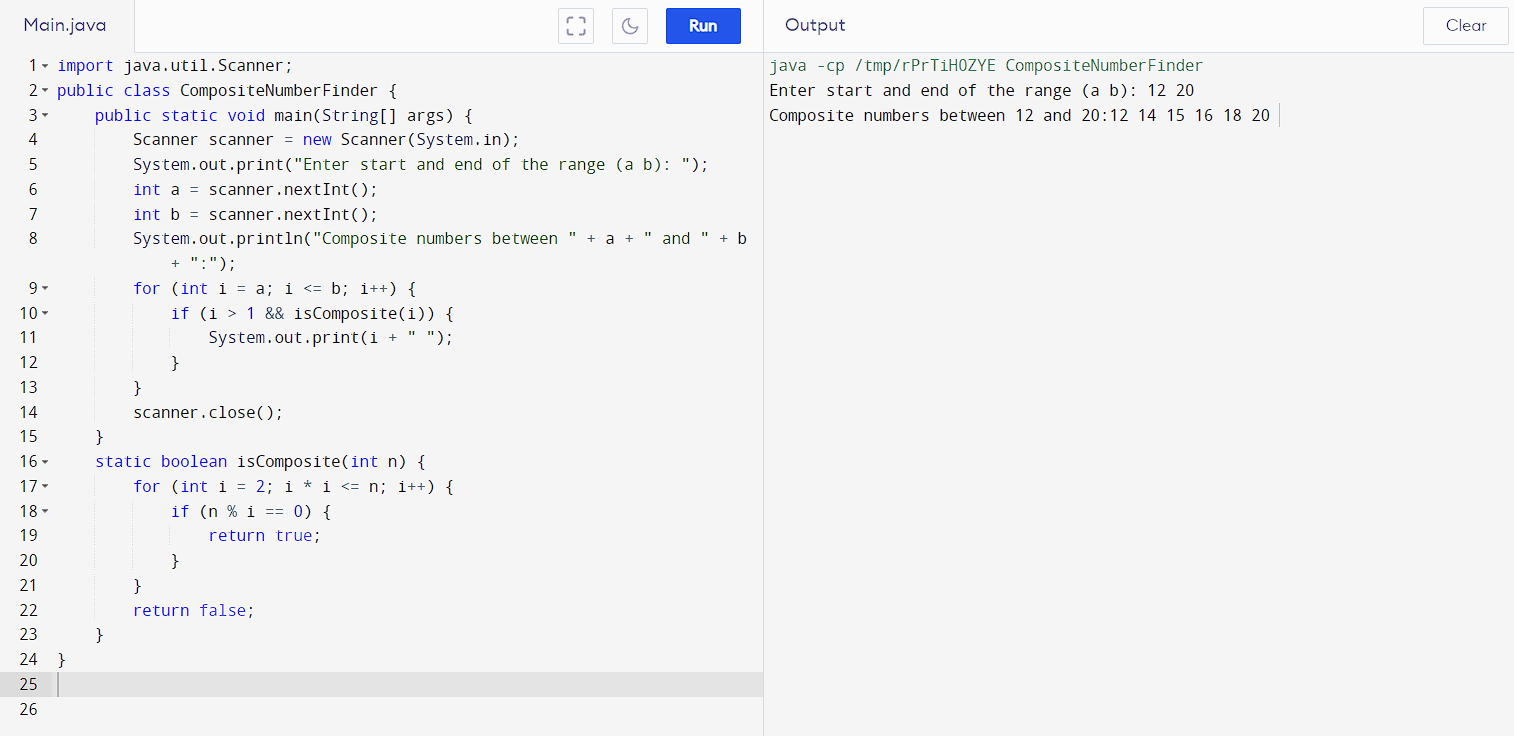 Main.java
Run
1 import java.util.Scanner;
2 public class CompositeNumberFinder {
3     public static void main(String[] args) {
4         Scanner scanner = new Scanner(System.in);
5         System.out.print("Enter start and end of the range (a b): ");
6         int a = scanner.nextInt();
7         int b = scanner.nextInt();
8         System.out.println("Composite numbers between " + a + " and " + b
            + ":");
9         for (int i = a; i <= b; i++) {
10             if (i > 1 && isComposite(i)) {
11                 System.out.print(i + " ");
12             }
13         }
14         scanner.close();
15     }
16     static boolean isComposite(int n) {
17         for (int i = 2; i * i <= n; i++) {
18             if (n % i == 0) {
19                 return true;
20             }
21         }
22         return false;
23     }
24 }
25
26
Output
Clear
java -cp /tmp/rPrTiHOZYE CompositeNumberFinder
Enter start and end of the range (a b): 12 20
Composite numbers between 12 and 20:12 14 15 16 18 20